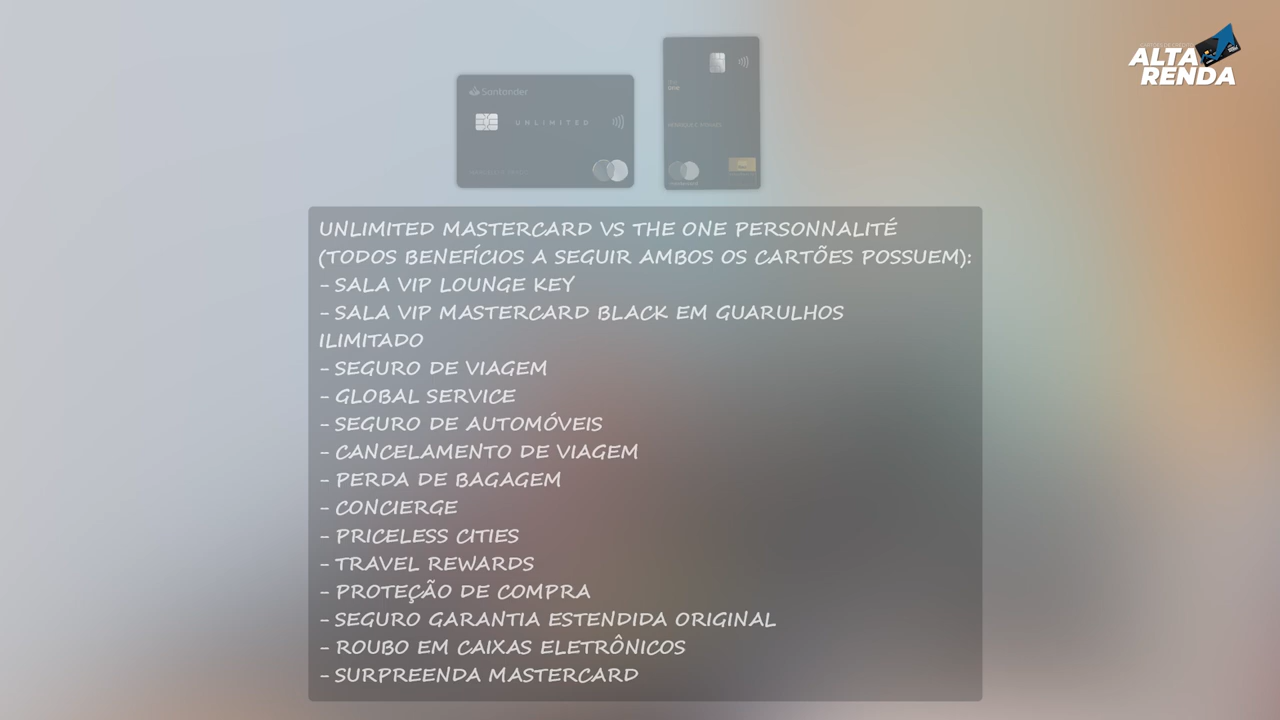 ALTA
RENDA
Santander
UNLIMITED
UNLIMITED MASTERCARD VS THE ONE PERSONNALITÉ
(TODOS BENEFÍCIOS A SEGUIR AMBOS OS CARTÕES POSSUEM):
- SALA VIP LOUNGE KEY
- SALA VIP MASTERCARD BLACK EM GUARULHOS
ILIMITADO
- SEGURO DE VIAGEM
- GLOBAL SERVICE
- SEGURO DE AUTOMÓVEIS
- CANCELAMENTO DE VIAGEM
- PERDA DE BAGAGEM
- CONCIERGE
- PRICELESS CITIES
- TRAVEL REWARDS
- PROTEÇÃO DE COMPRA
- SEGURO GARANTIA ESTENDIDA ORIGINAL
- ROUBO EM CAIXAS ELETRÔNICOS
- SURPREENDA MASTERCARD